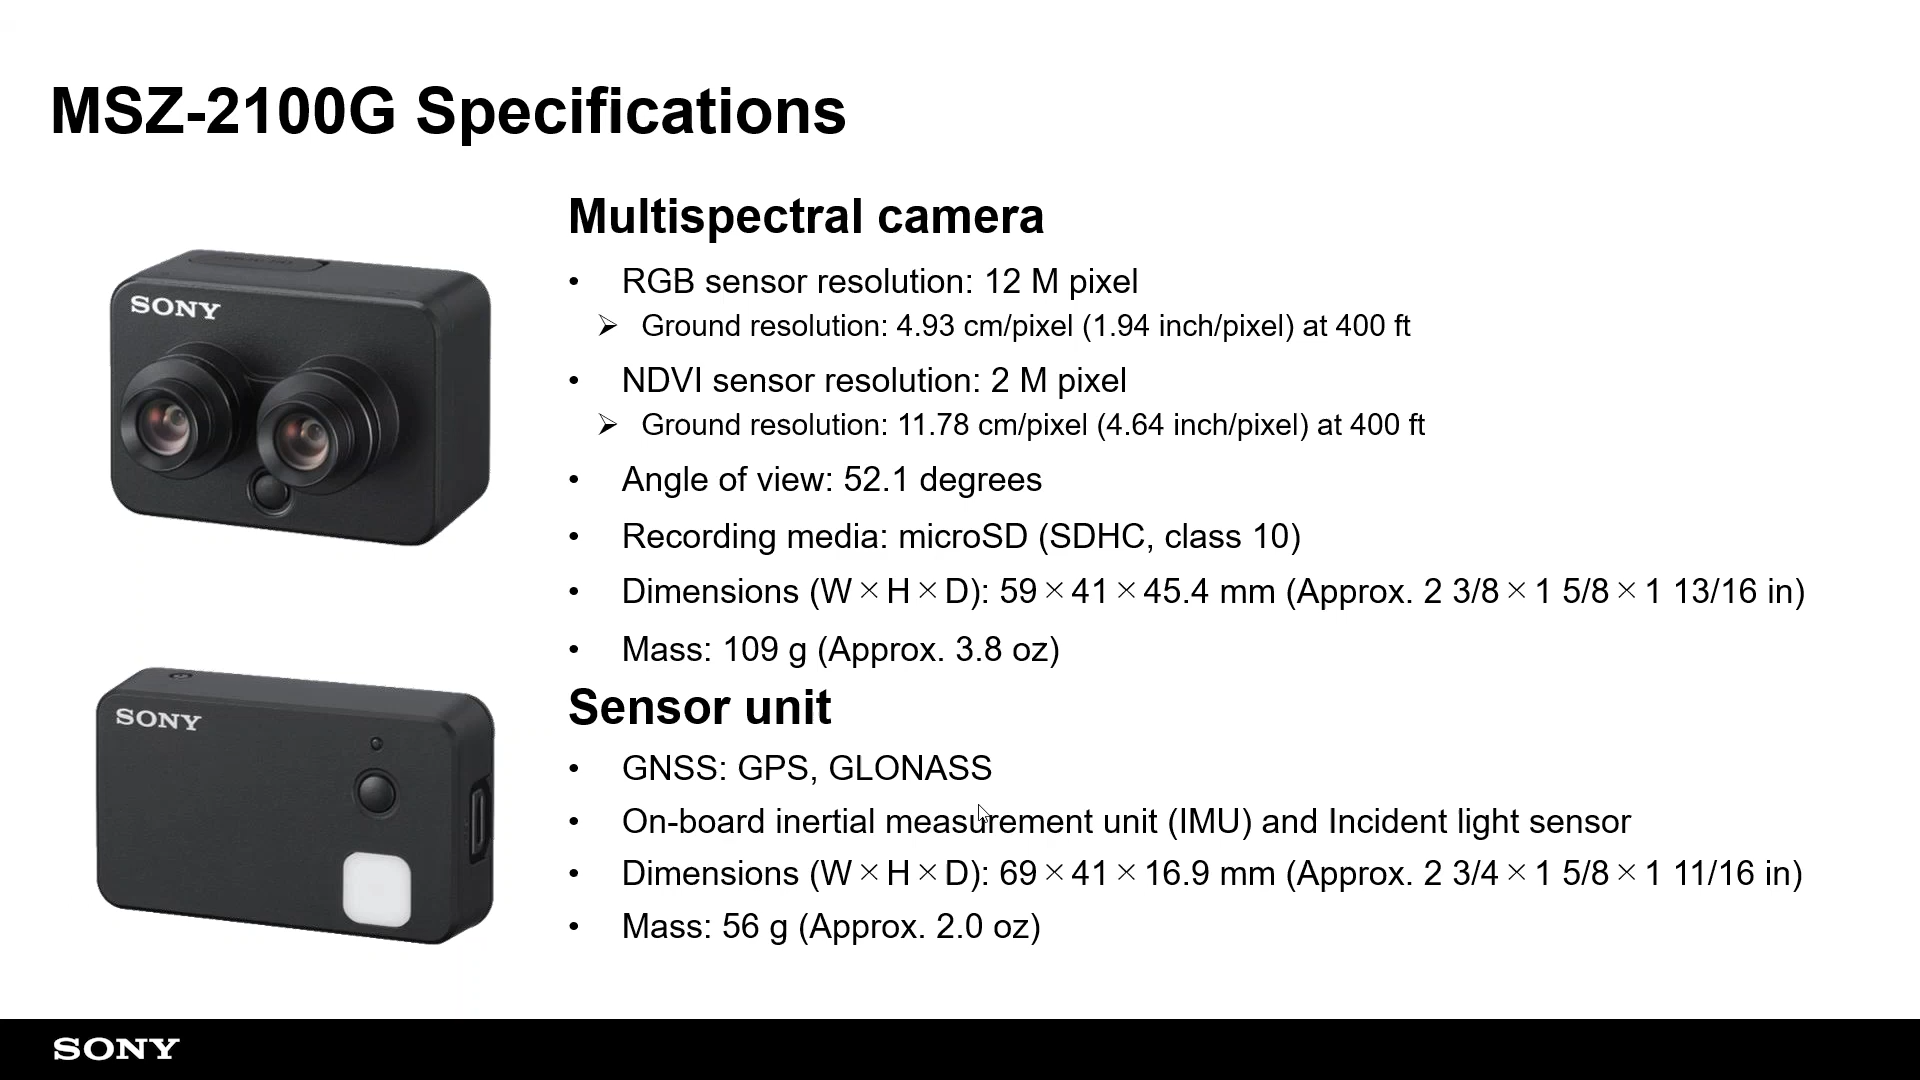 MSZ-2100G Specifications
Multispectral camera
• RGB sensor resolution: 12 M pixel
➢ Ground resolution: 4.93 cm/pixel (1.94 inch/pixel) at 400 ft
• NDVI sensor resolution: 2 M pixel
➢ Ground resolution: 11.78 cm/pixel (4.64 inch/pixel) at 400 ft
• Angle of view: 52.1 degrees
• Recording media: microSD (SDHC, class 10)
• Dimensions (W×H×D): 59×41×45.4 mm (Approx. 2 3/8×1 5/8×1 13/16 in)
• Mass: 109 g (Approx. 3.8 oz)
SONY
Sensor unit
• GNSS: GPS, GLONASS
• On-board inertial measurement unit (IMU) and Incident light sensor
• Dimensions (W×H×D): 69×41×16.9 mm (Approx. 2 3/4×1 5/8×1 11/16 in)
• Mass: 56 g (Approx. 2.0 oz)
SONY
SONY